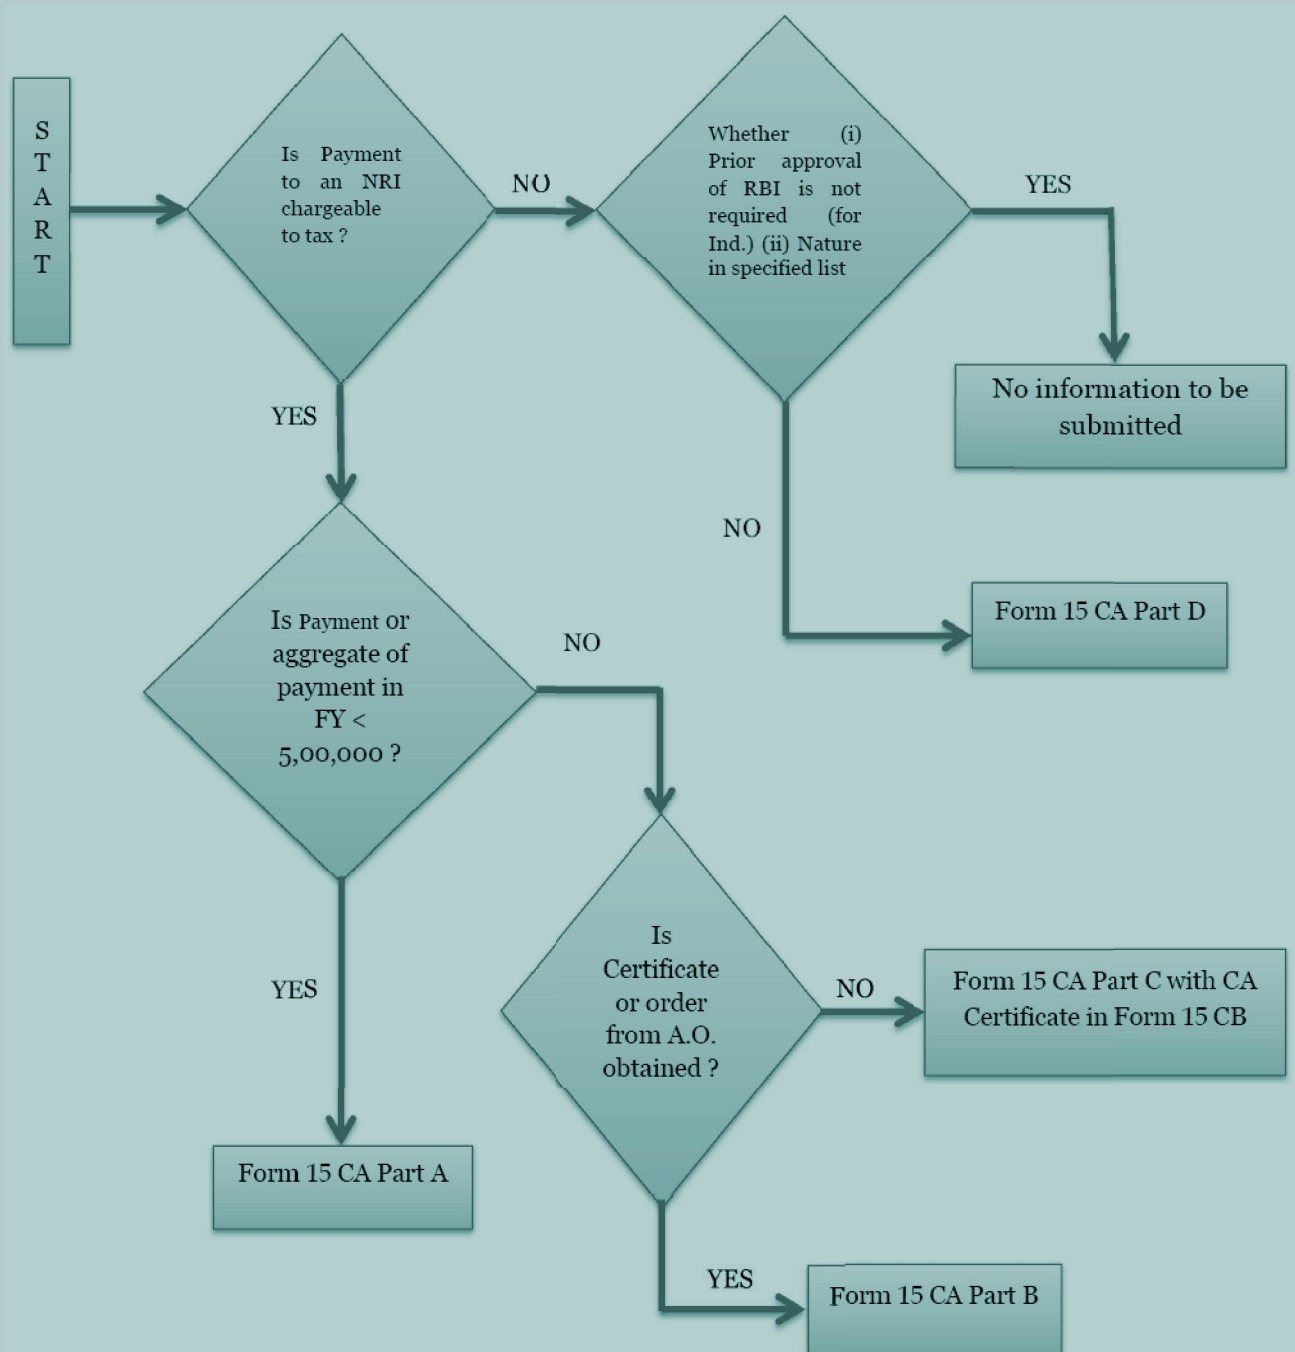 S
T
A
R
T
Is Payment
to an NRI
chargeable
to tax ?
NO
Whether (i)
Prior approval
of RBI is not
required (for
Ind.) (ii) Nature
in specified list
YES
No information to be
submitted
YES
NO
Form 15 CA Part D
Is Payment or
aggregate of
payment in
FY <
5,00,000 ?
NO
Is
Certificate
or order
from A.O.
obtained ?
NO
Form 15 CA Part C with CA
Certificate in Form 15 CB
YES
Form 15 CA Part A
YES
Form 15 CA Part B